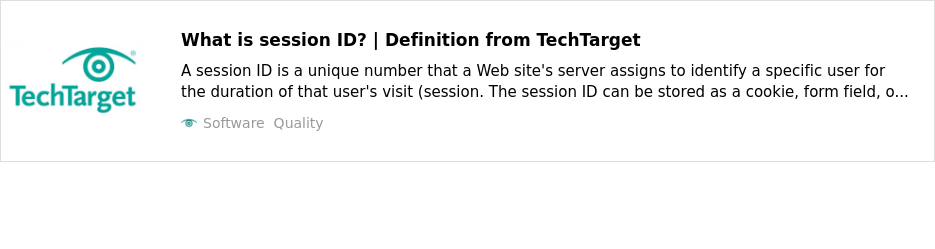 What is session ID? | Definition from TechTarget
A session ID is a unique number that a Web site's server assigns to identify a specific user for
the duration of that user's visit (session. The session ID can be stored as a cookie, form field, o...
TechTarget
Software Quality